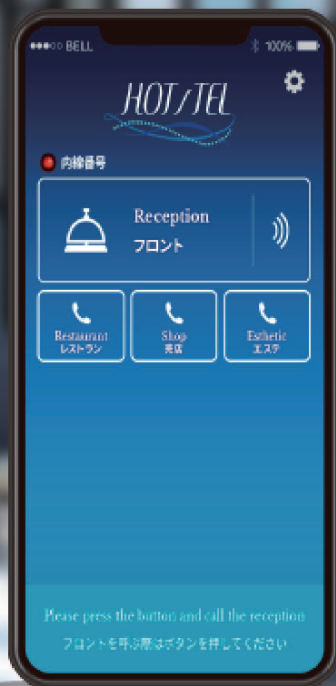 BELL
100%
HOT/TEL
内線番号
Reception
フロント
Restaurant
レストラン
Shop
売店
Esthetic
エステ
Please press the button and call the reception
フロントを呼ぶ際はボタンを押してください